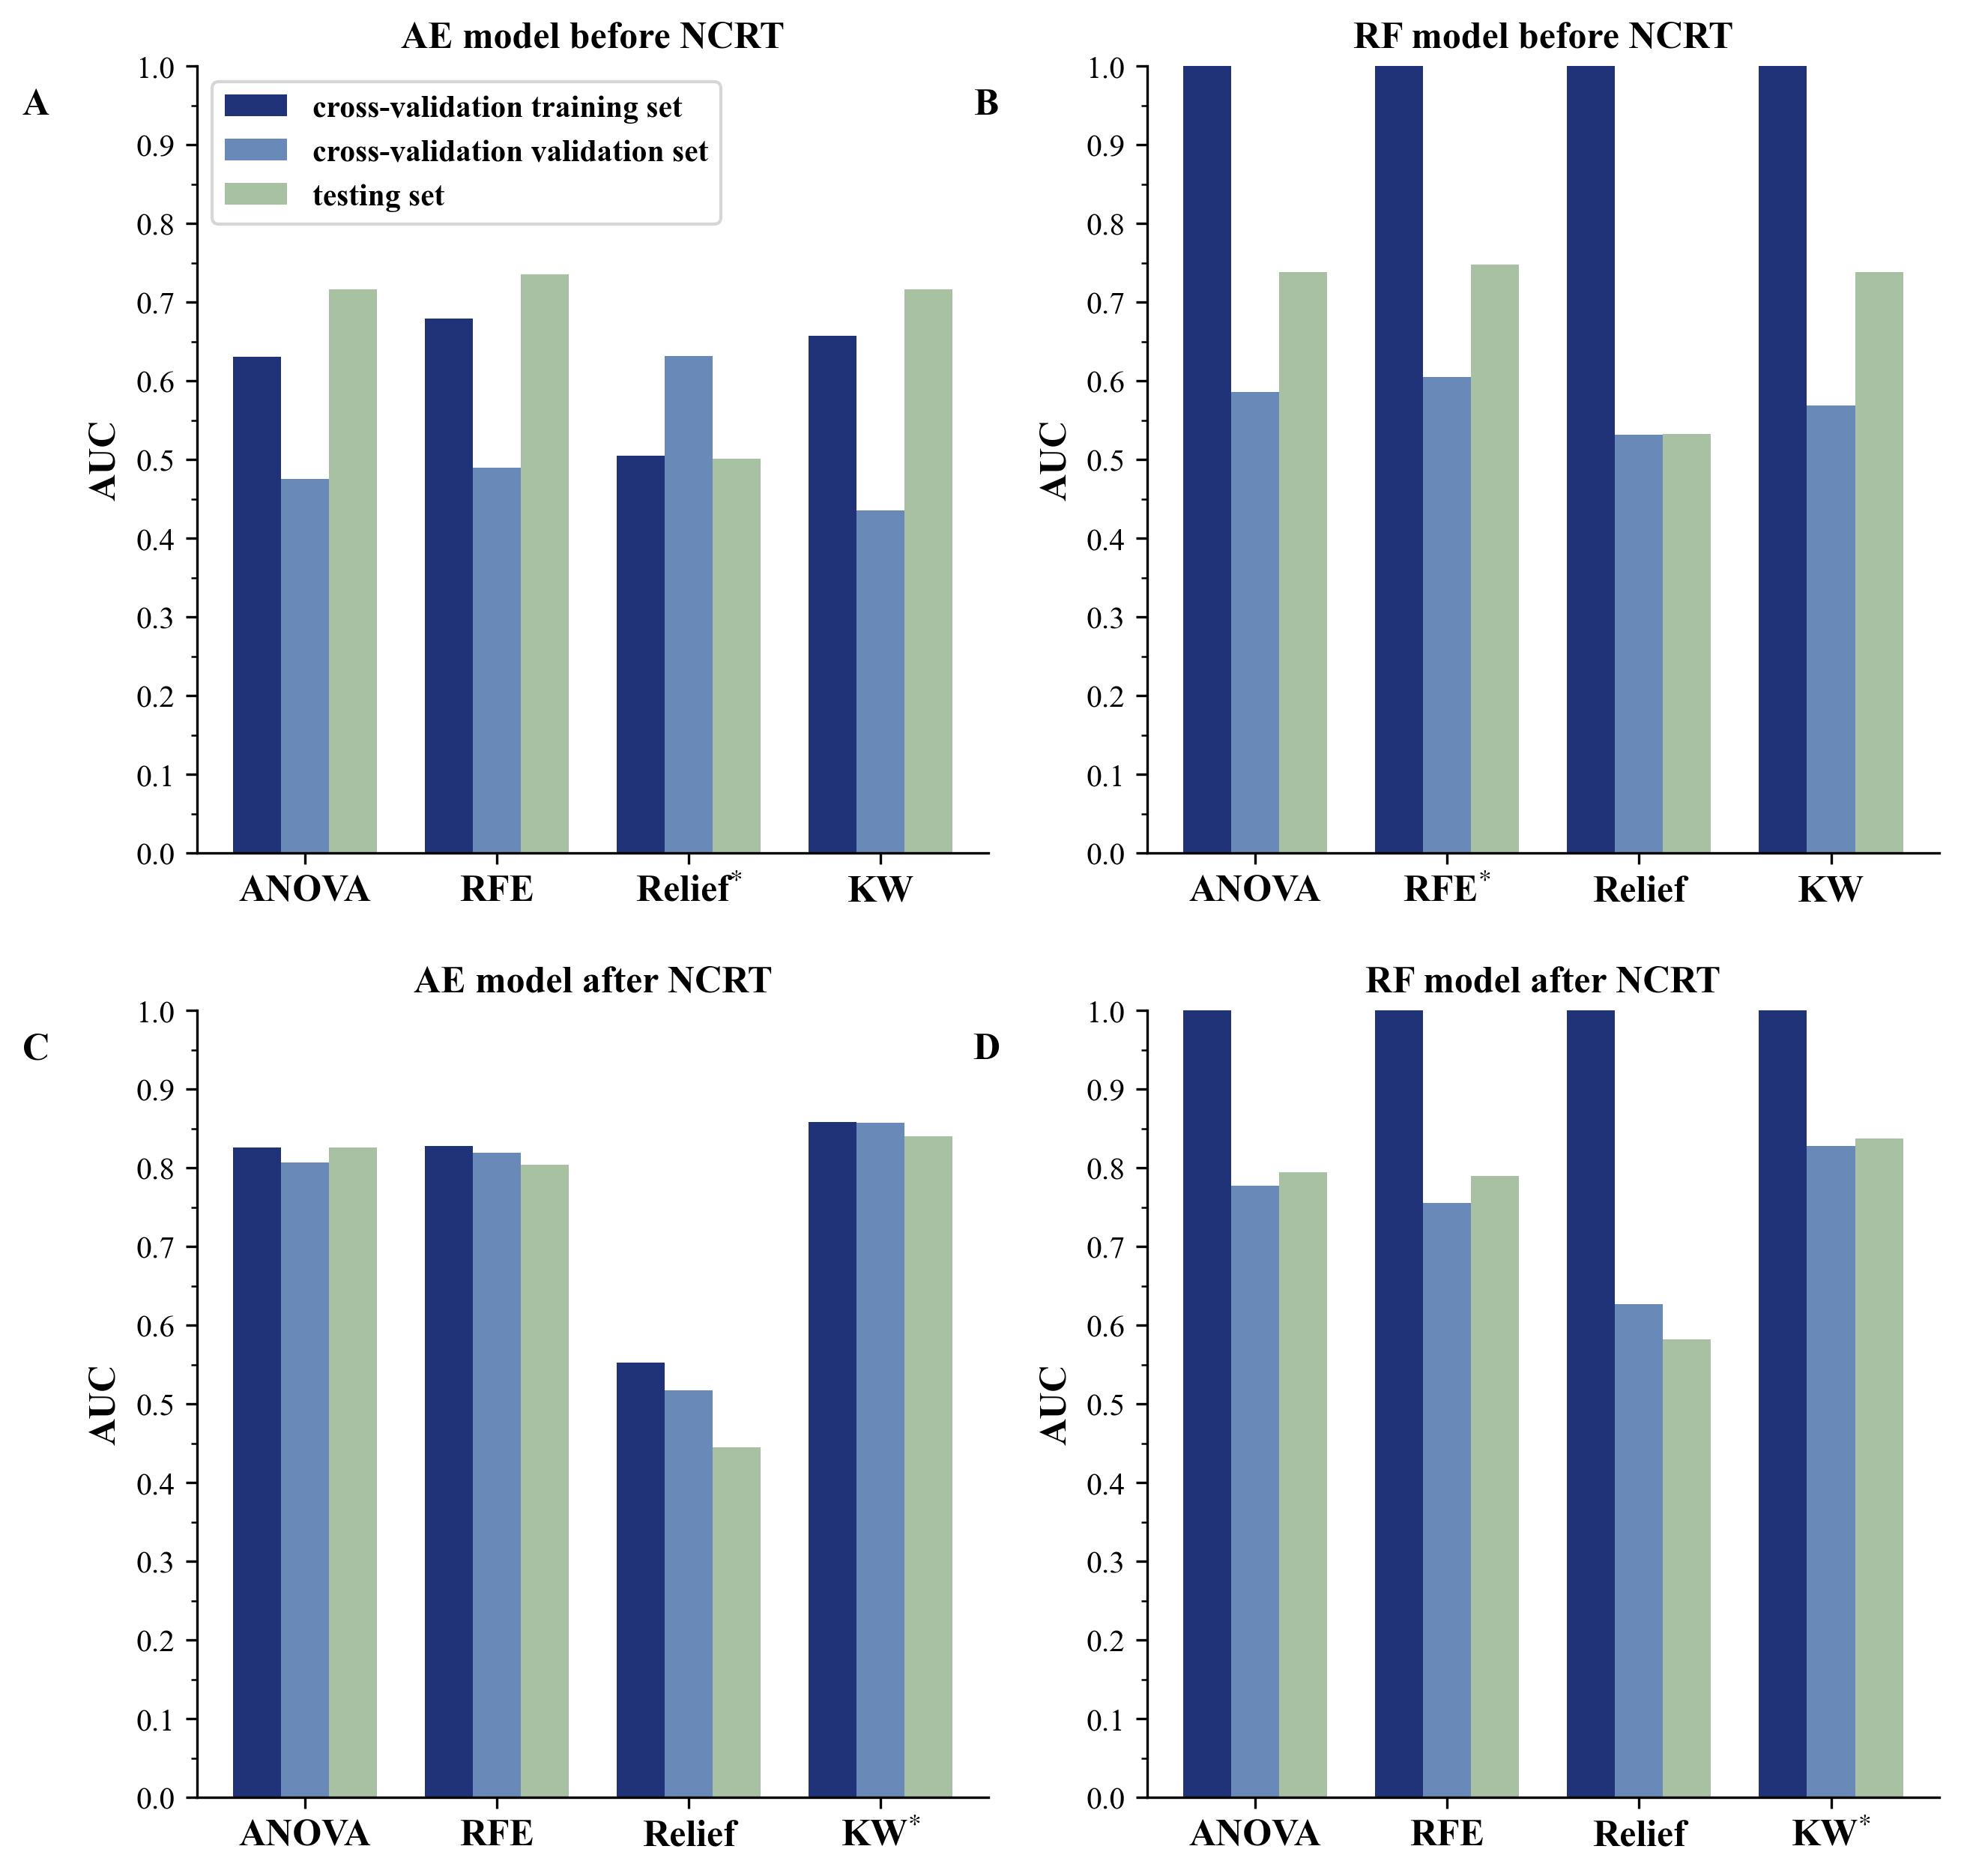 AE model before NCRT
A
1.0
0.9
0.8
0.7
0.6
0.5
0.4
0.3
0.2
0.1
0.0
AUC
cross-validation training set
cross-validation validation set
testing set
ANOVA RFE Relief* KW
RF model before NCRT
B
1.0
0.9
0.8
0.7
0.6
0.5
0.4
0.3
0.2
0.1
0.0
AUC
ANOVA RFE* Relief KW
AE model after NCRT
C
1.0
0.9
0.8
0.7
0.6
0.5
0.4
0.3
0.2
0.1
0.0
AUC
ANOVA RFE Relief KW*
RF model after NCRT
D
1.0
0.9
0.8
0.7
0.6
0.5
0.4
0.3
0.2
0.1
0.0
AUC
ANOVA RFE Relief KW*